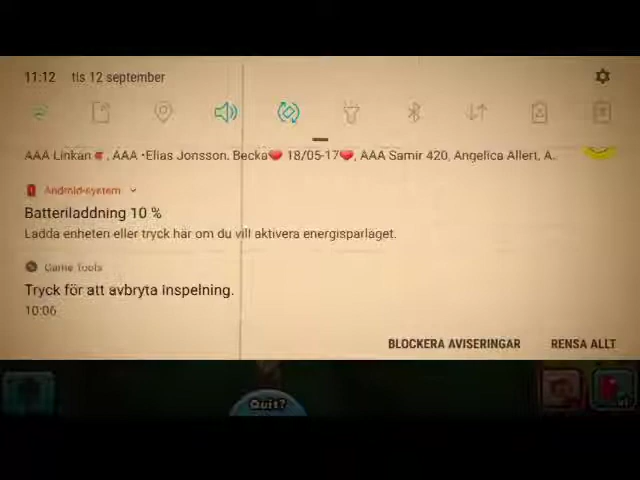 11:12 tis 12 september
AAA Linkan , AAA •Elias Jonsson. Becka❤ 18/05-17❤, AAA Samir 420, Angelica Allert, A.
Android-system
Batteriladdning 10 %
Ladda enheten eller tryck här om du vill aktivera energisparläget.
Game Tools
Tryck för att avbryta inspelning.
10:06
BLOCKERA AVISERINGAR RENSA ALLT
Quit?